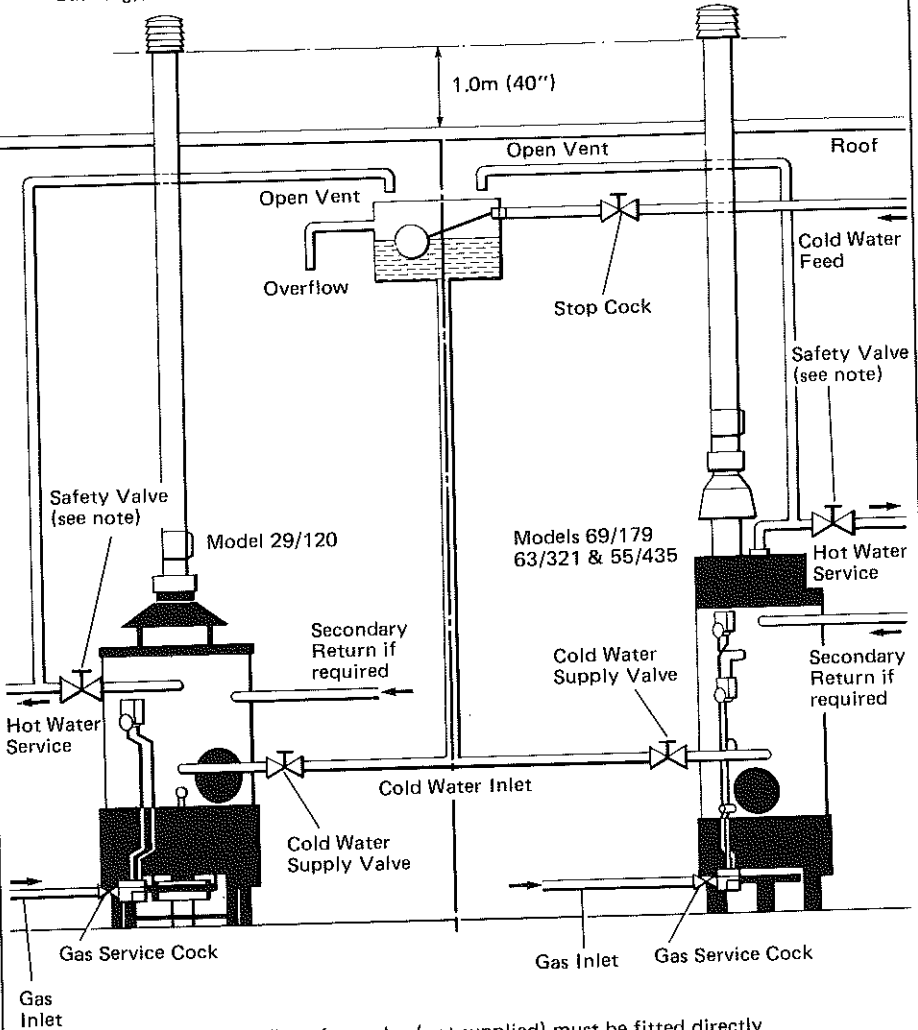 1.0m (40")
Open Vent
Roof
Open Vent
Overflow
Cold Water
Feed
Stop Cock
Safety Valve
(see note)
Safety Valve
(see note)
Model 29/120
Models 69/179
63/321 & 55/435
Hot Water
Service
Secondary
Return if
required
Cold Water
Supply Valve
Secondary
Return if
required
Hot Water
Service
Cold Water Inlet
Cold Water
Supply Valve
Gas Service Cock
Gas Inlet
Gas Service Cock
Gas
Inlet
must be fitted directly